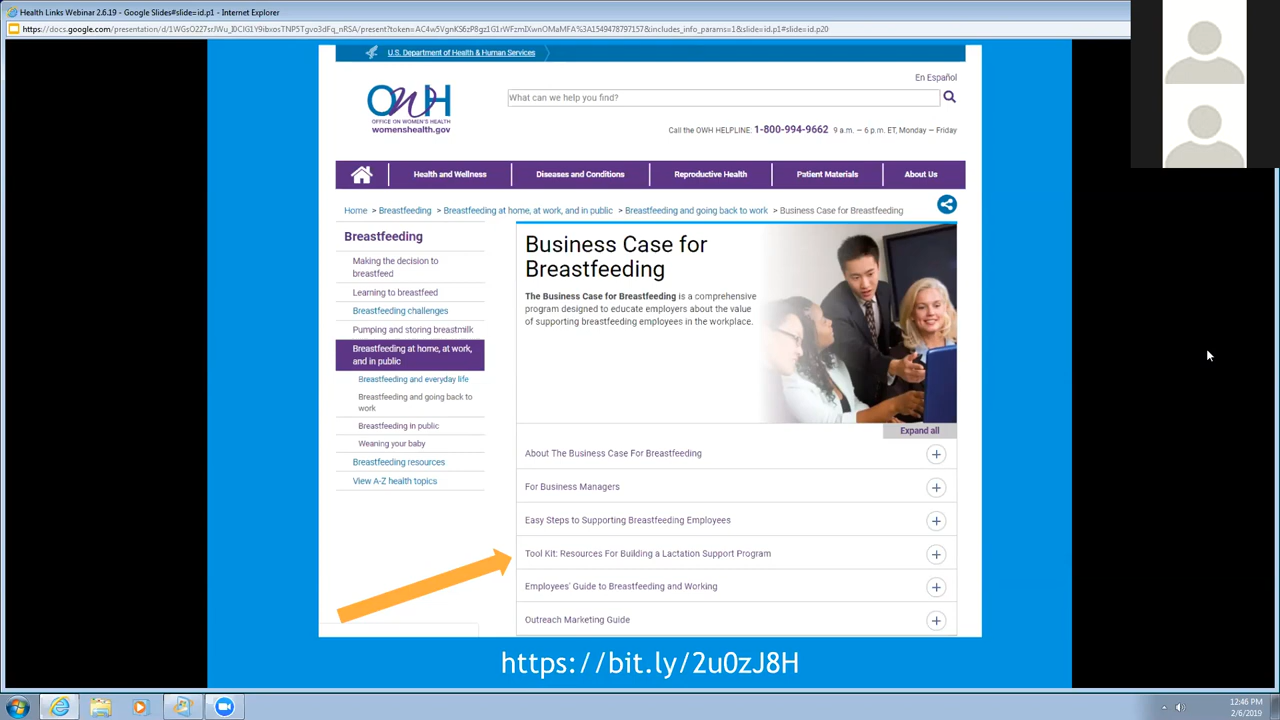 Health Links Webinar 2.6.19 - Google Slides#slide=id.p1 - Internet Explorer
U.S. Department of Health & Human Services
En Español
OWH
OFFICE ON WOMEN'S HEALTH
womenshealth.gov
What can we help you find?
Call the OWH HELPLINE: 1-800-994-9662 9 a.m. — 6 p.m. ET, Monday — Friday
Health and Wellness
Diseases and Conditions
Reproductive Health
Patient Materials
About Us
Home > Breastfeeding > Breastfeeding at home, at work, and in public > Breastfeeding and going back to work > Business Case for Breastfeeding
Breastfeeding
Making the decision to
breastfeed
Learning to breastfeed
Breastfeeding challenges
Pumping and storing breastmilk
Breastfeeding at home, at work,
and in public
Breastfeeding and everyday life
Breastfeeding and going back to
work
Breastfeeding in public
Weaning your baby
Breastfeeding resources
View A-Z health topics
Business Case for
Breastfeeding
The Business Case for Breastfeeding is a comprehensive
program designed to educate employers about the value
of supporting breastfeeding employees in the workplace.
Expand all
About The Business Case For Breastfeeding
For Business Managers
Easy Steps to Supporting Breastfeeding Employees
Tool Kit: Resources For Building a Lactation Support Program
Employees' Guide to Breastfeeding and Working
Outreach Marketing Guide
https://bit.ly/2u0zJ8H
12:46 PM
2/6/2019